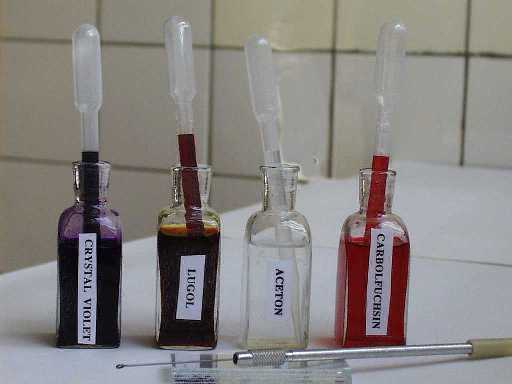 CRYSTAL VIOLET
LUGOL
ACETON
CARBOLFUCHSIN